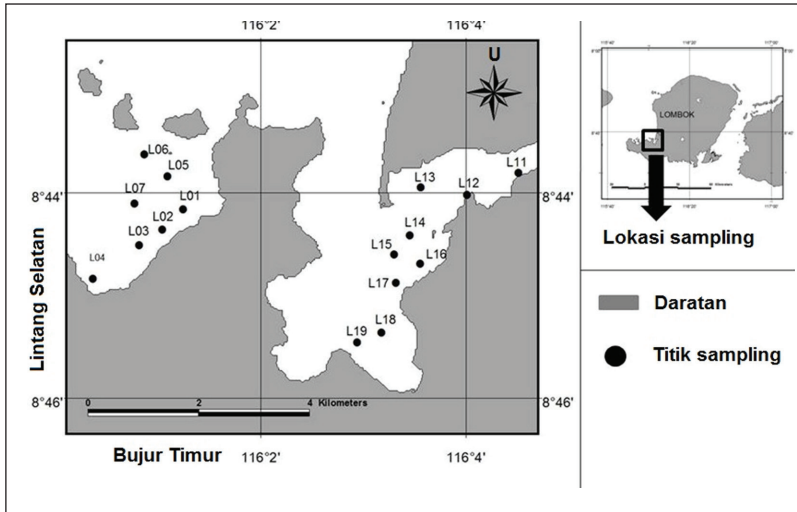 116°2'
116°4'
U
8°44'
8°46'
L06
L05
L07
L01
L02
L03
L04
L11
L13
L12
L14
L15
L16
L17
L18
L19
8°44'
8°46'
0 2 4 Kilometers
116°2'
116°4'
Lintang Selatan
Bujur Timur
LOMBOK
Lokasi sampling
Daratan
Titik sampling